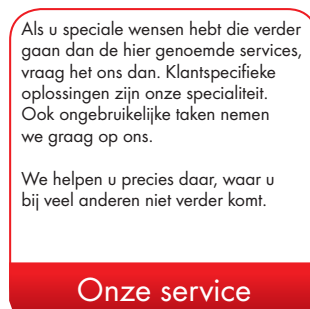 Als u speciale wensen hebt die verder
gaan dan de hier genoemde services,
vraag het ons dan. Klantspecifieke
oplossingen zijn onze specialiteit.
Ook ongebruikelijke taken nemen
we graag op ons.
We helpen u precies daar, waar u
bij veel anderen niet verder komt.
Onze service